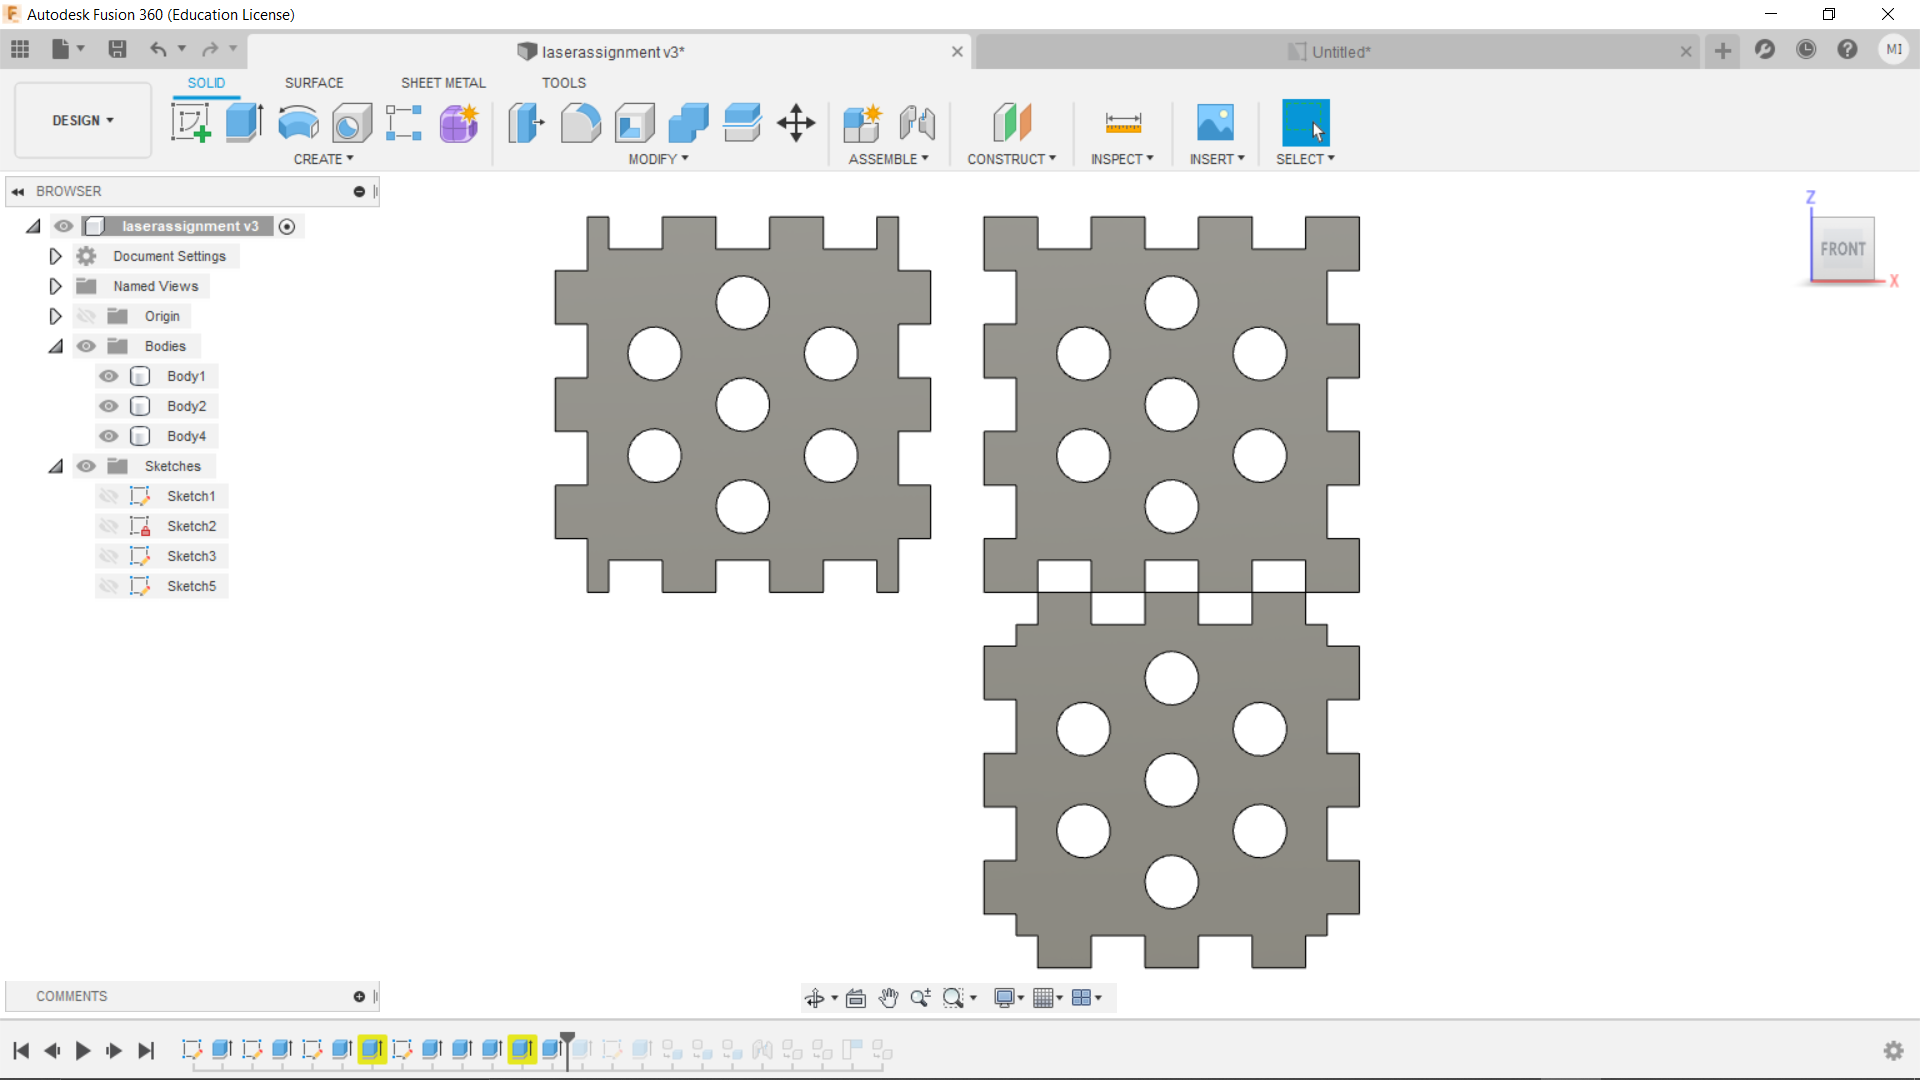 F Autodesk Fusion 360 (Education License)
laserassignment v3*
Untitled*
MI
SOLID SURFACE SHEET METAL TOOLS
DESIGN
CREATE MODIFY ASSEMBLE CONSTRUCT INSPECT INSERT SELECT
BROWSER
laserassignment v3
Document Settings
Named Views
Origin
Bodies
Body1
Body2
Body4
Sketches
Sketch1
Sketch2
Sketch3
Sketch5
Z
FRONT
X
COMMENTS